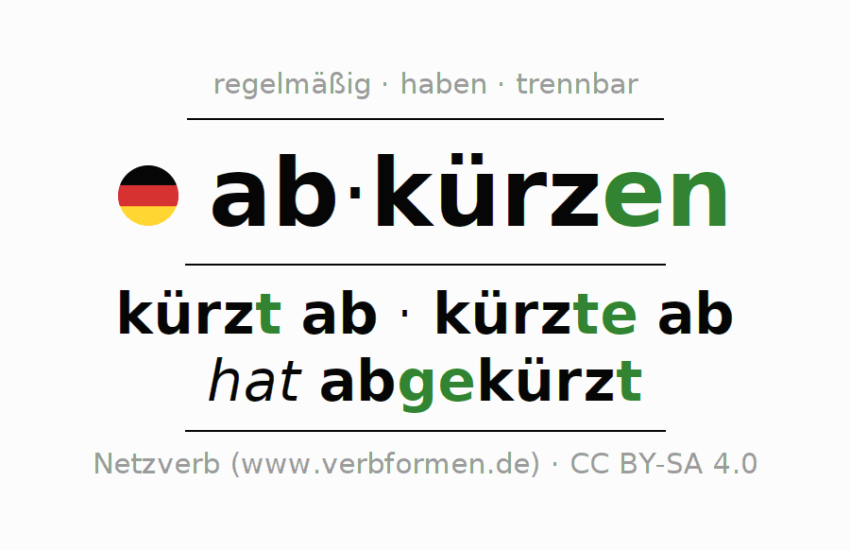 regelmäßig · haben · trennbar
ab·kürzen
kürzt ab · kürzte ab
hat abgekürzt
Netzverb (www.verbformen.de) · CC BY-SA 4.0